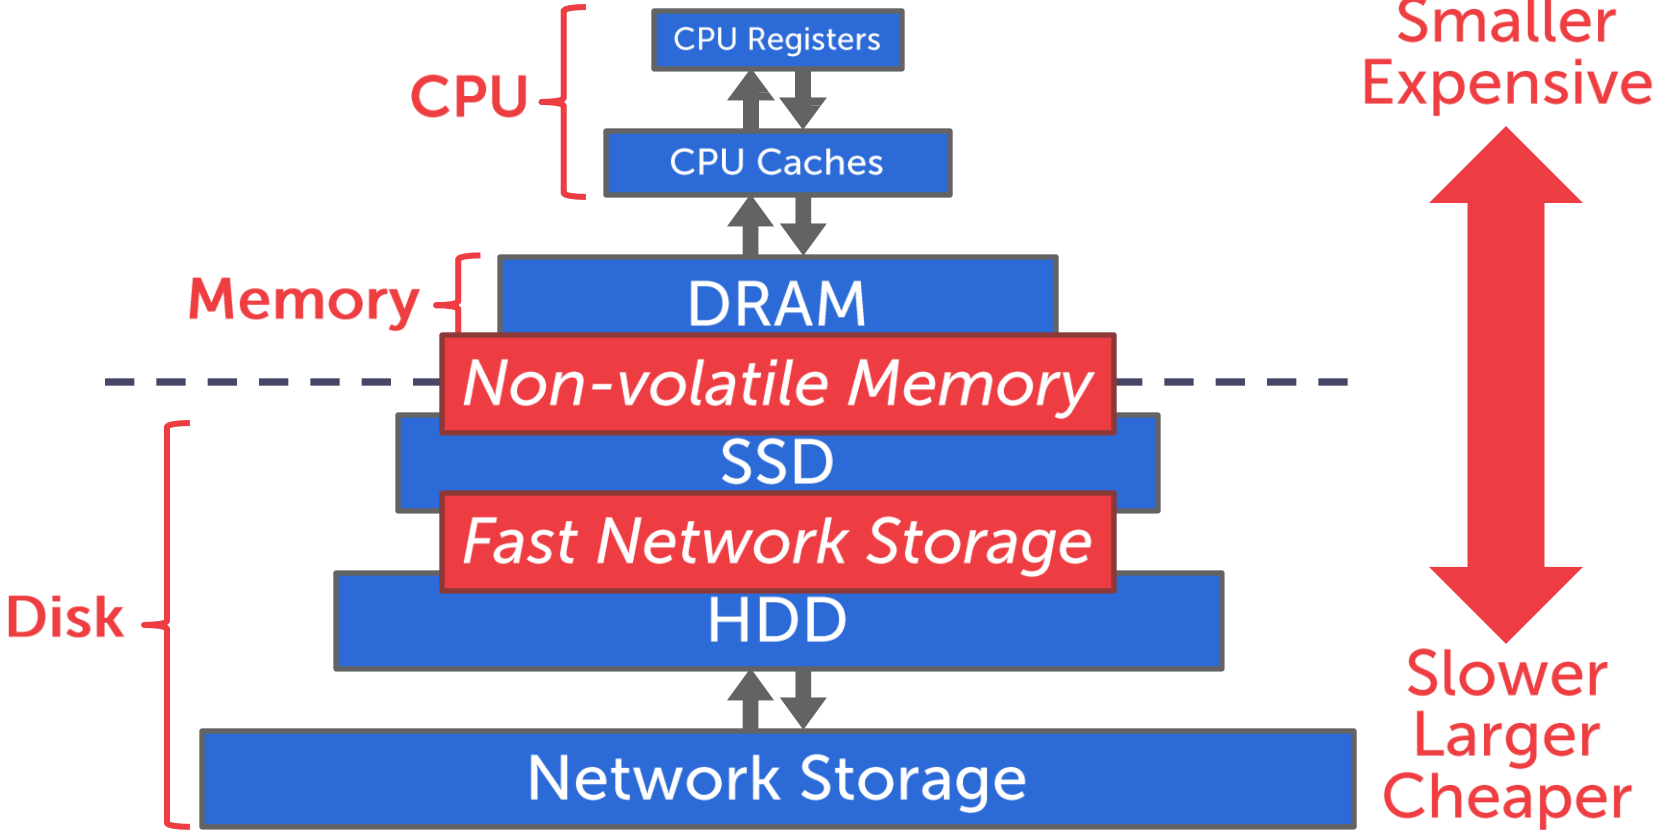 Smaller
Expensive
CPU Registers
CPU
CPU Caches
Memory
DRAM
Non-volatile Memory
SSD
Fast Network Storage
Disk
HDD
Slower
Larger
Cheaper
Network Storage